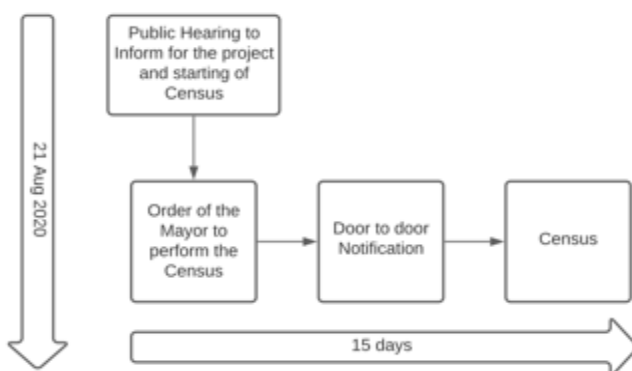 Public Hearing to
Inform for the project
and starting of
Census
21 Aug 2020
Order of the
Mayor to
perform the
Census
Door to door
Notification
Census
15 days